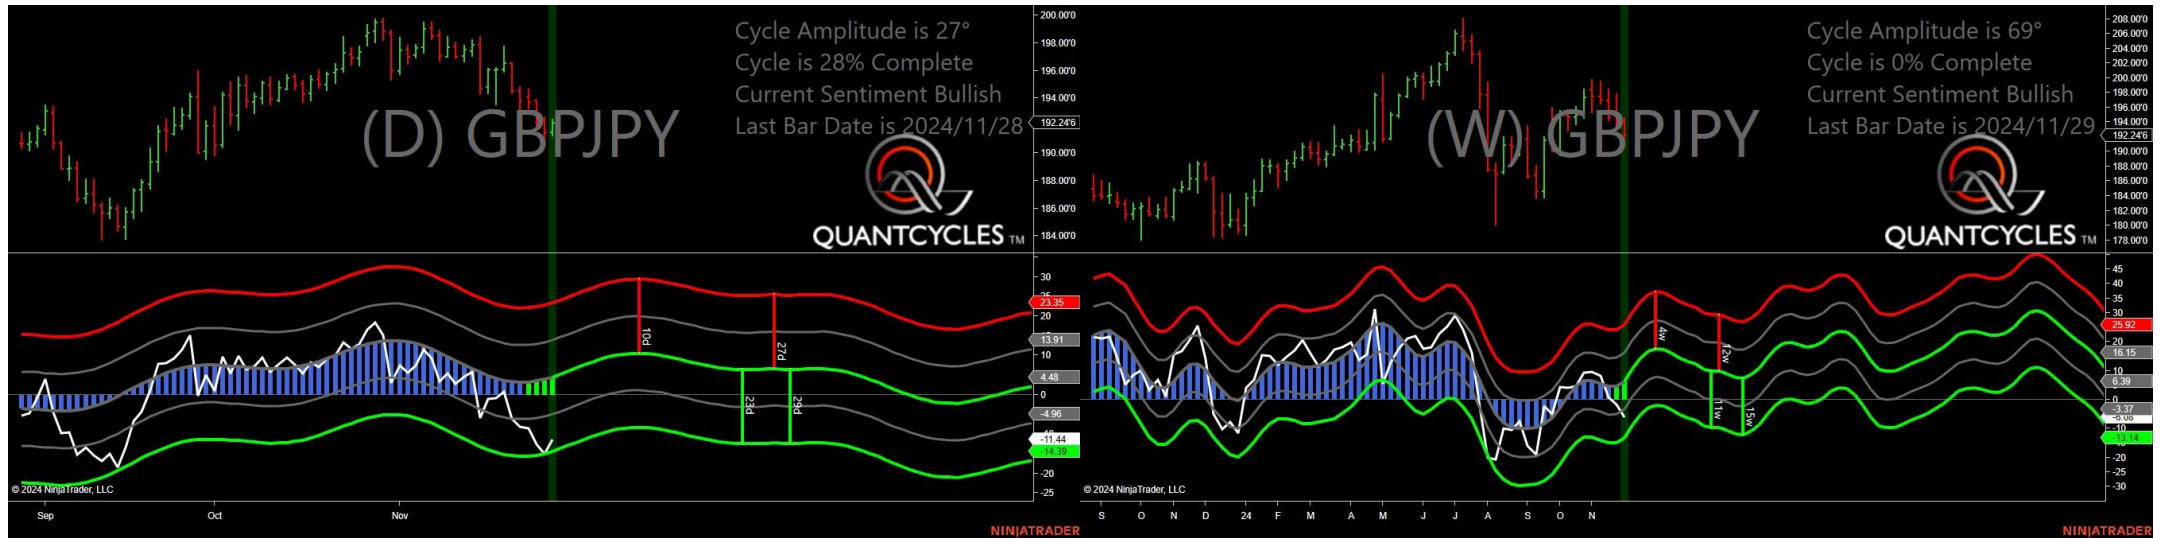 Cycle Amplitude is 27°
Cycle is 28% Complete
Current Sentiment Bullish
Last Bar Date is 2024/11/28
(D) GBPJPY
QUANTCYCLES TM
200.00'0
198.00'0
196.00'0
194.00'0
192.24'6
190.00'0
188.00'0
186.00'0
184.00'0
30
23.35
20
13.91
10
4.48
0
-4.96
-11.44
-14.39
-20
-25
10d
27d
23d
29d
© 2024 NinjaTrader, LLC
Sep Oct Nov
NINJATRADER
Cycle Amplitude is 69°
Cycle is 0% Complete
Current Sentiment Bullish
Last Bar Date is 2024/11/29
(W) GBPJPY
QUANTCYCLES TM
208.00'0
206.00'0
204.00'0
202.00'0
200.00'0
198.00'0
196.00'0
194.00'0
192.24'6
190.00'0
188.00'0
186.00'0
184.00'0
182.00'0
180.00'0
178.00'0
45
40
35
30
25.92
20
16.15
10
6.39
0
-3.37
-10
-13.14
-20
-25
-30
4w
12w
11w
15w
© 2024 NinjaTrader, LLC
S O N D 24 F M A M J J A S O N
NINJATRADER